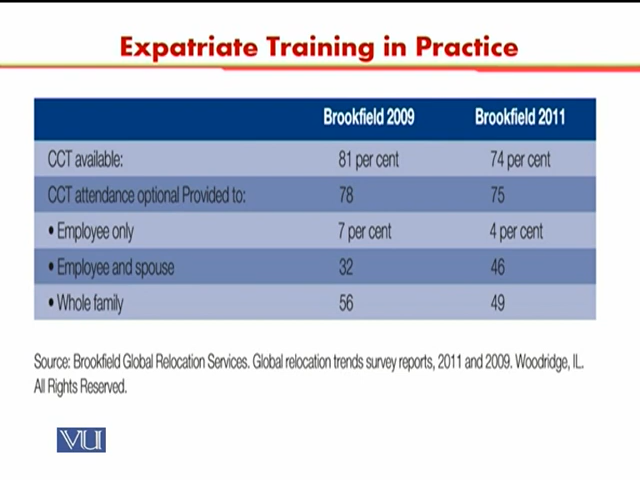 Expatriate Training in Practice
Brookfield 2009 Brookfield 2011
CCT available: 81 per cent 74 per cent
CCT attendance optional Provided to: 78 75
• Employee only 7 per cent 4 per cent
• Employee and spouse 32 46
• Whole family 56 49
Source: Brookfield Global Relocation Services. Global relocation trends survey reports, 2011 and 2009. Woodridge, IL.
All Rights Reserved.
VU